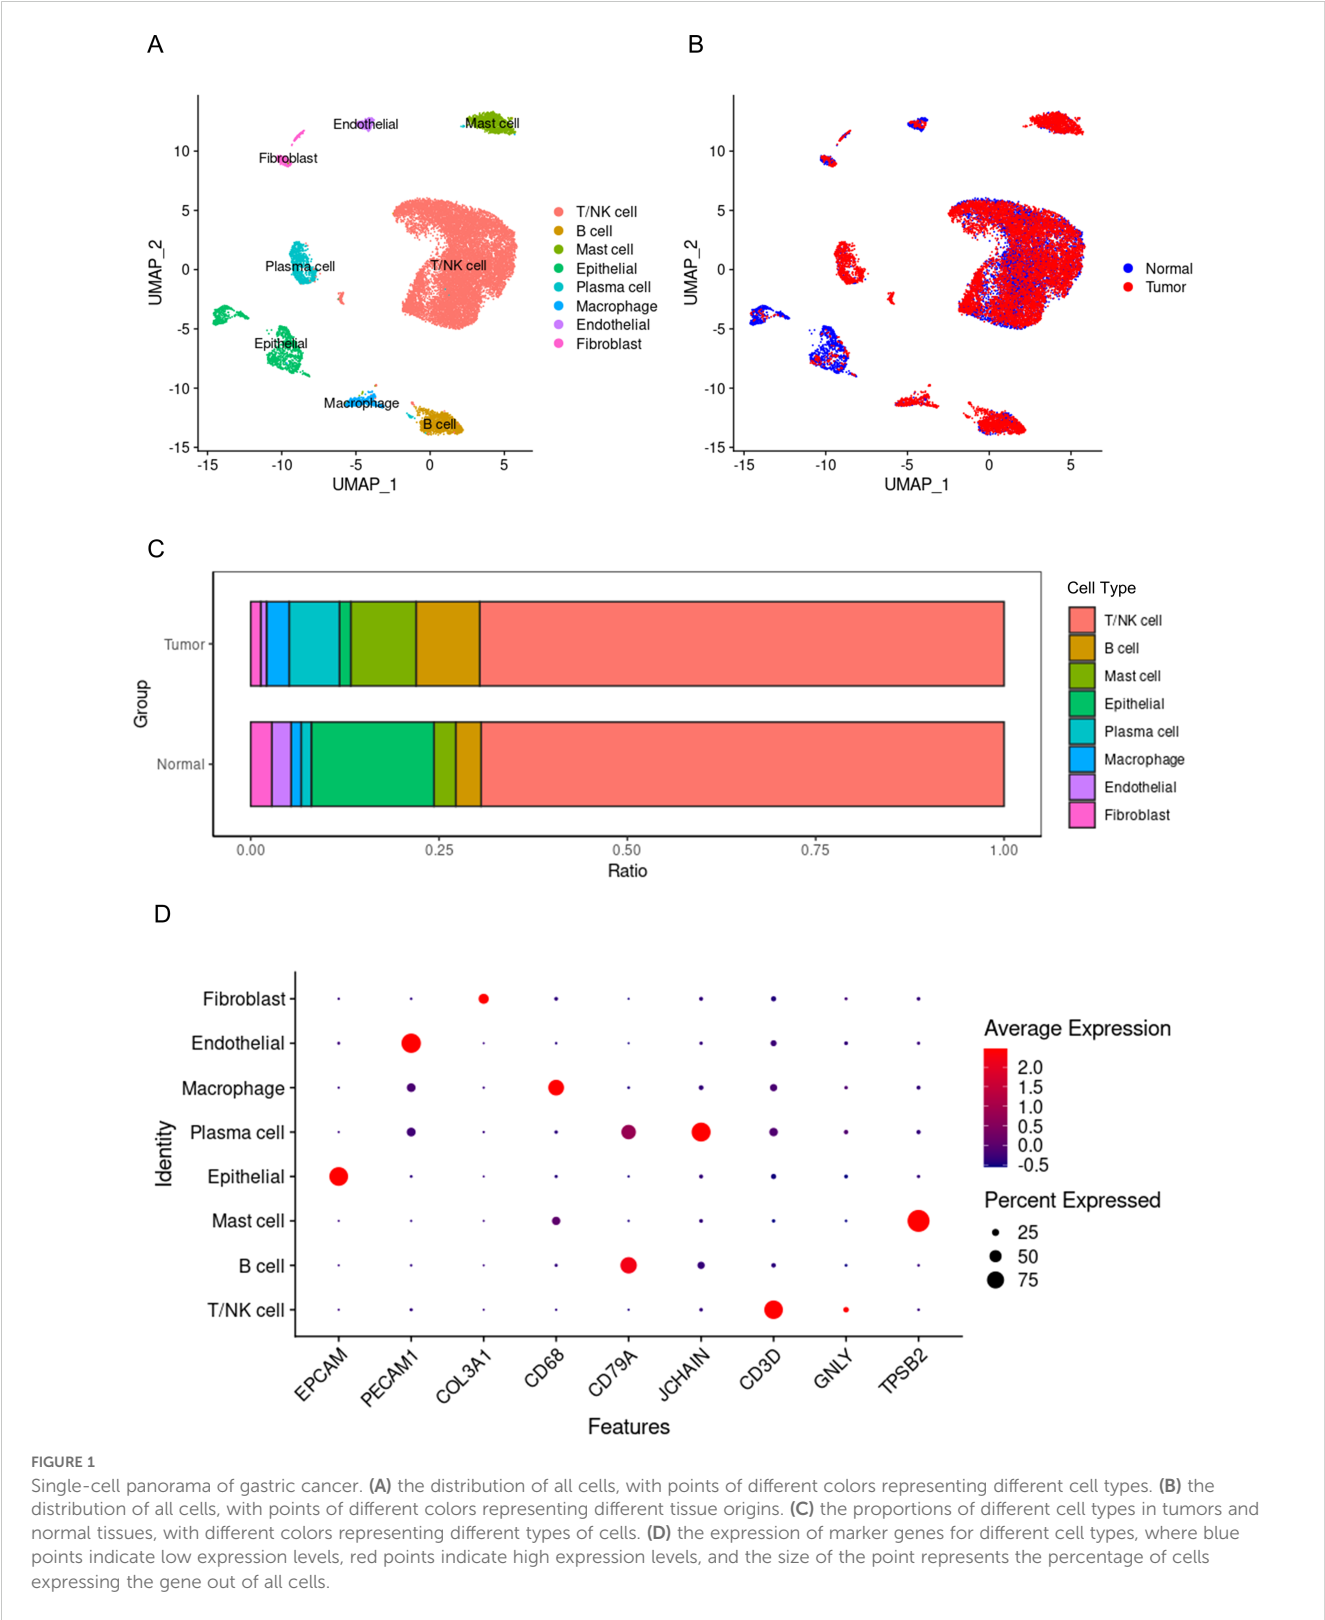 A
B
Endothelial
Mast cell
Fibroblast
Plasma cell
T/NK cell
Epithelial
Macrophage
B cell
10
5
0
-5
-10
-15
-15
-10
-5
0
5
UMAP_1
UMAP_2
T/NK cell
B cell
Mast cell
Epithelial
Plasma cell
Macrophage
Endothelial
Fibroblast
10
5
0
-5
-10
-15
-15
-10
-5
0
5
UMAP_1
UMAP_2
Normal
Tumor
C
Tumor
Normal
Group
0.00
0.25
0.50
0.75
1.00
Ratio
Cell Type
T/NK cell
B cell
Mast cell
Epithelial
Plasma cell
Macrophage
Endothelial
Fibroblast
D
Fibroblast
Endothelial
Macrophage
Plasma cell
Epithelial
Mast cell
B cell
T/NK cell
Identity
EPCAM
PECAM1
COL3A1
CD68
CD79A
JCHAIN
CD3D
GNLY
TPSB2
Features
Average Expression
2.0
1.5
1.0
0.5
0.0
-0.5
Percent Expressed
25
50
75
FIGURE 1
Single-cell panorama of gastric cancer. (A) the distribution of all cells, with points of different colors representing different cell types. (B) the
distribution of all cells, with points of different colors representing different tissue origins. (C) the proportions of different cell types in tumors and
normal tissues, with different colors representing different types of cells. (D) the expression of marker genes for different cell types, where blue
points indicate low expression levels, red points indicate high expression levels, and the size of the point represents the percentage of cells
expressing the gene out of all cells.